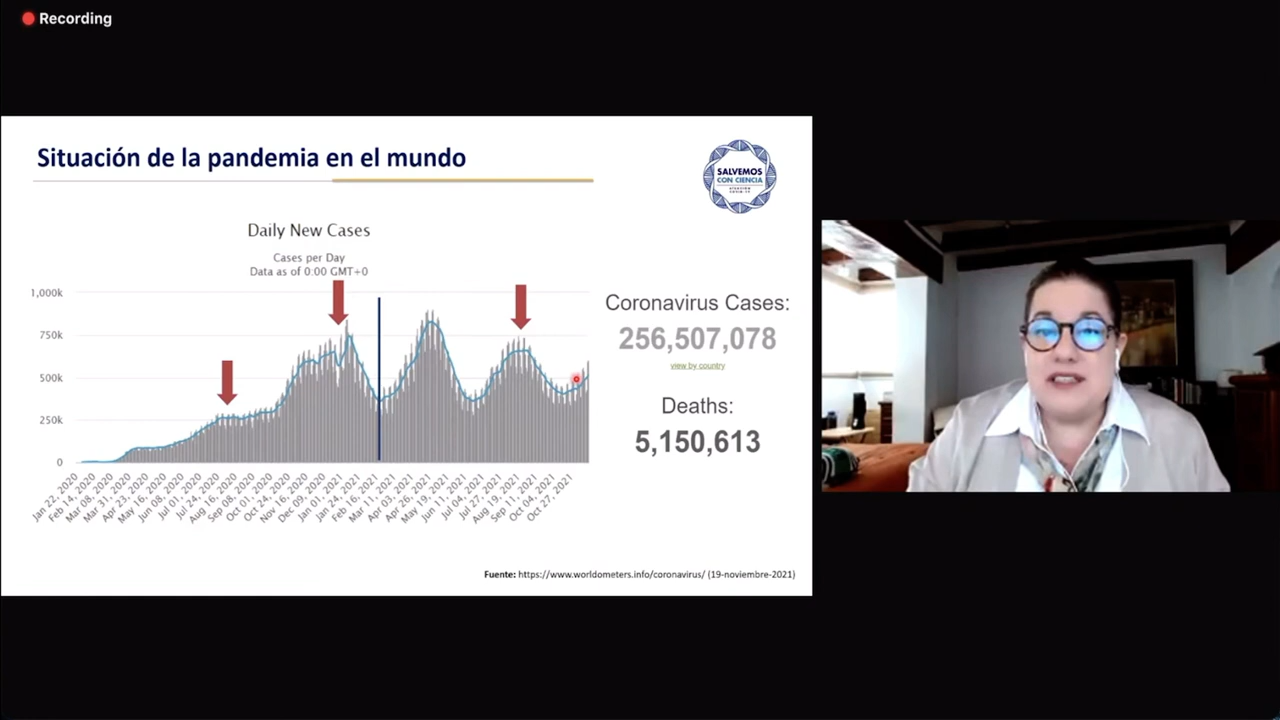 Recording
Situación de la pandemia en el mundo
SALVEMOS
CON CIENCIA
Daily New Cases
Cases per Day
Data as of 0:00 GMT+0
1,000k
750k
500k
250k
0
Jan 22, 2020
Feb 14, 2020
Mar 08, 2020
Mar 31, 2020
Apr 23, 2020
May 16, 2020
Jun 08, 2020
Jul 01, 2020
Jul 24, 2020
Aug 16, 2020
Sep 08, 2020
Oct 01, 2020
Oct 24, 2020
Nov 16, 2020
Dec 09, 2020
Jan 01, 2021
Jan 24, 2021
Feb 16, 2021
Mar 11, 2021
Apr 03, 2021
Apr 26, 2021
May 19, 2021
Jun 11, 2021
Jul 04, 2021
Jul 27, 2021
Aug 19, 2021
Sep 11, 2021
Oct 04, 2021
Oct 27, 2021
Coronavirus Cases:
256,507,078
view by country
Deaths:
5,150,613
Fuente: https://www.worldometers.info/coronavirus/ (19-noviembre-2021)